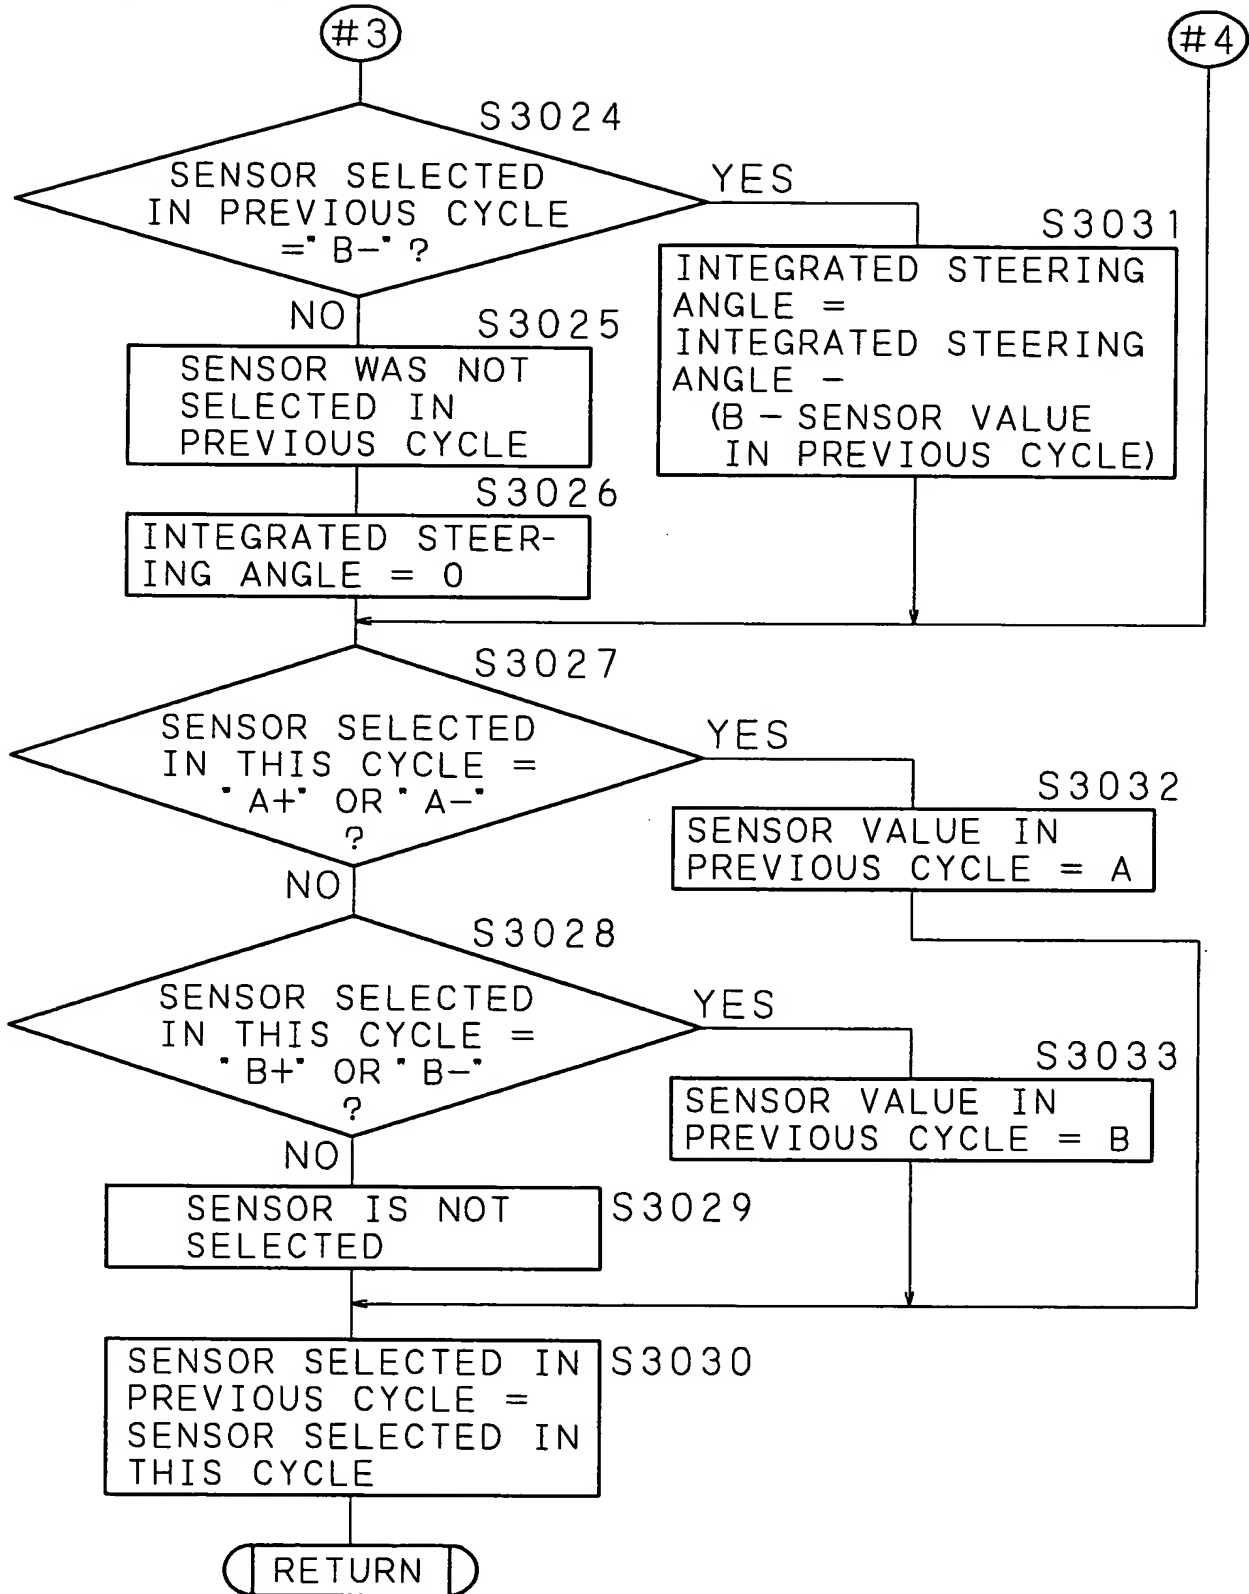 #3
#4
S3024
SENSOR SELECTED
IN PREVIOUS CYCLE
="B-"?
YES
NO
S3031
INTEGRATED STEERING
ANGLE =
INTEGRATED STEERING
ANGLE -
(B - SENSOR VALUE
IN PREVIOUS CYCLE)
S3025
SENSOR WAS NOT
SELECTED IN
PREVIOUS CYCLE
S3026
INTEGRATED STEER-
ING ANGLE = 0
S3027
SENSOR SELECTED
IN THIS CYCLE =
"A+" OR "A-"
?
YES
NO
S3032
SENSOR VALUE IN
PREVIOUS CYCLE = A
S3028
SENSOR SELECTED
IN THIS CYCLE =
"B+" OR "B-"
?
YES
NO
S3033
SENSOR VALUE IN
PREVIOUS CYCLE = B
SENSOR IS NOT
SELECTED
S3029
SENSOR SELECTED IN
PREVIOUS CYCLE =
SENSOR SELECTED IN
THIS CYCLE
S3030
RETURN